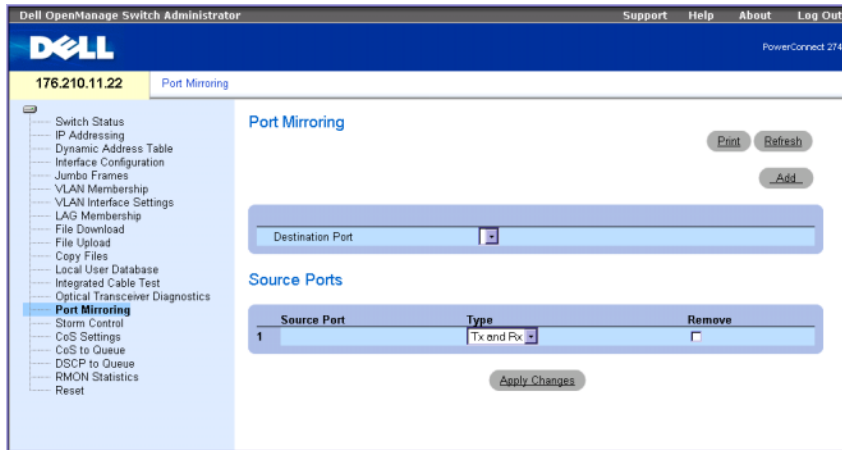 Dell OpenManage Switch Administrator
Support Help About Log Out
DELL
PowerConnect 274
176.210.11.22
Port Mirroring
Switch Status
IP Addressing
Dynamic Address Table
Interface Configuration
Jumbo Frames
VLAN Membership
VLAN Interface Settings
LAG Membership
File Download
File Upload
Copy Files
Local User Database
Integrated Cable Test
Optical Transceiver Diagnostics
Port Mirroring
Storm Control
CoS Settings
CoS to Queue
DSCP to Queue
RMON Statistics
Reset
Port Mirroring
Print Refresh
Add
Destination Port
Source Ports
Source Port Type Remove
1 Tx and Rx
Apply Changes